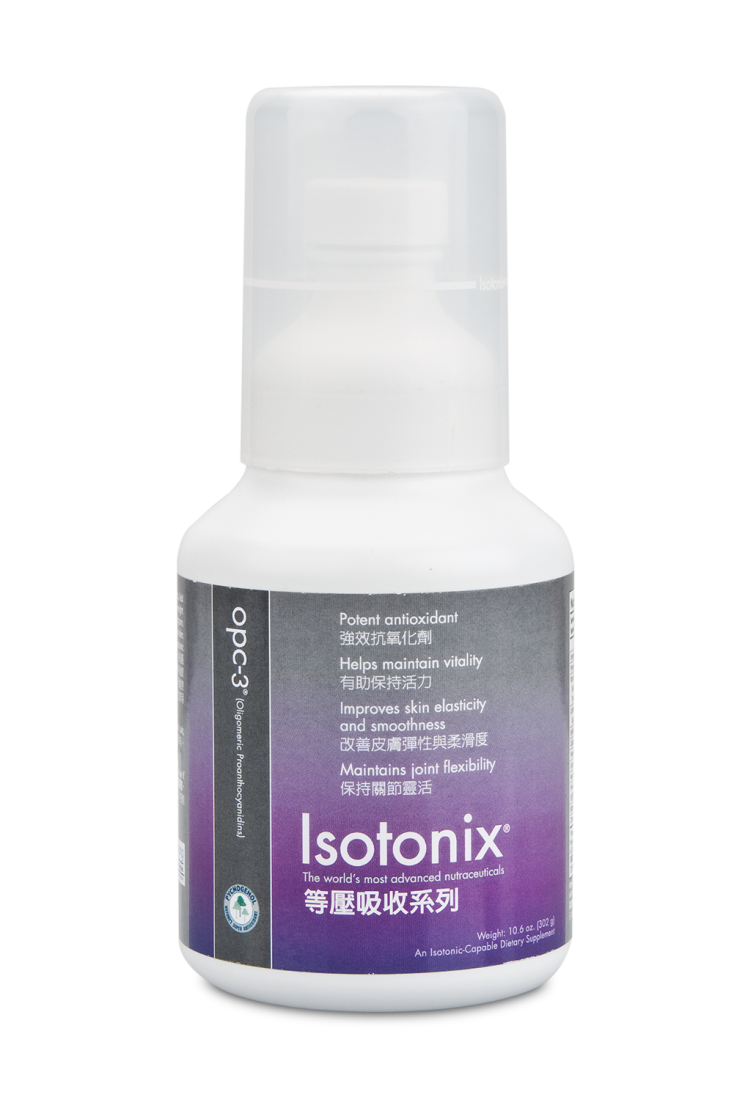 Isotonix
opc-3® (Oligomeric Proanthocyanidins)
Potent antioxidant
強效抗氧化劑
Helps maintain vitality
有助保持活力
Improves skin elasticity
and smoothness
改善皮膚彈性與柔滑度
Maintains joint flexibility
保持關節靈活
Isotonix®
The world's most advanced nutraceuticals
等壓吸收系列
PYCNOGENOL
Weight: 10.6 oz. (302 g)
An Isotonic-Capable Dietary Supplement